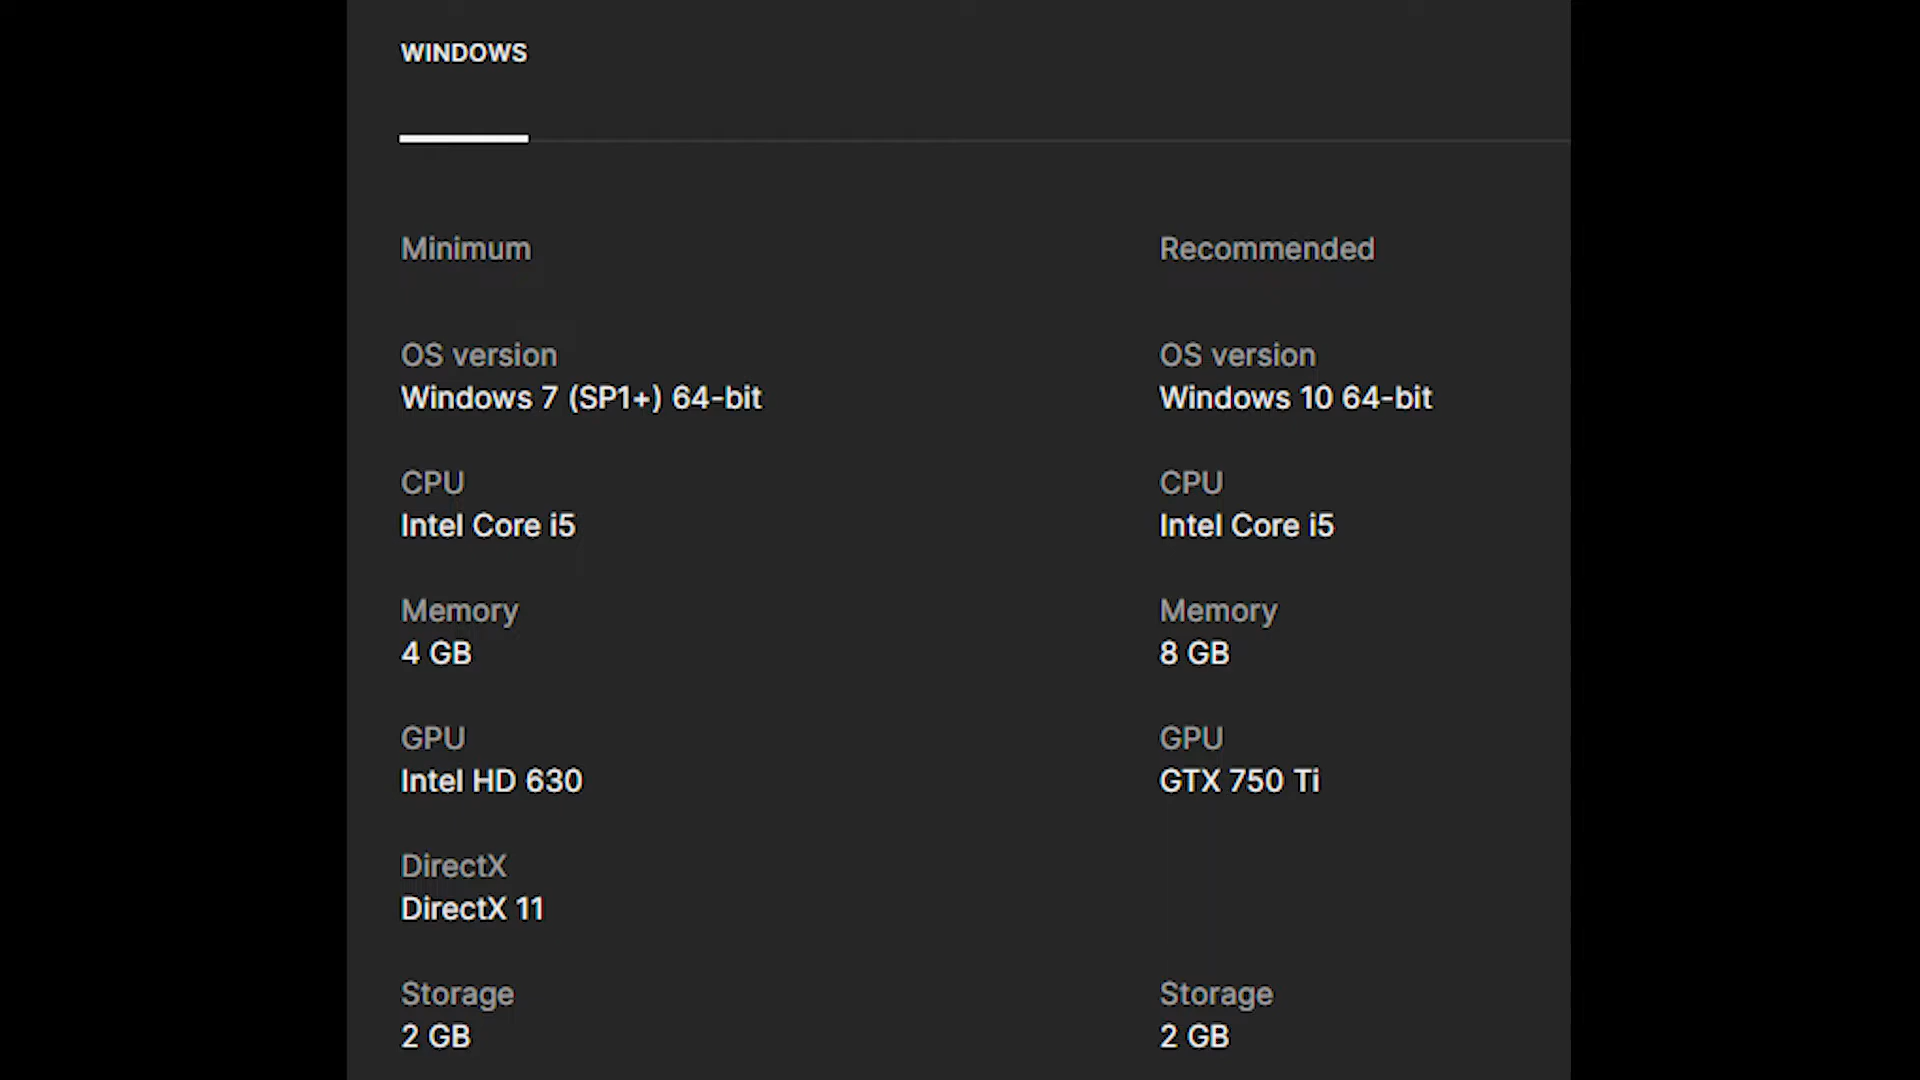 WINDOWS
Minimum
Recommended
OS version
Windows 7 (SP1+) 64-bit
OS version
Windows 10 64-bit
CPU
Intel Core i5
CPU
Intel Core i5
Memory
4 GB
Memory
8 GB
GPU
Intel HD 630
GPU
GTX 750 Ti
DirectX
DirectX 11
Storage
2 GB
Storage
2 GB